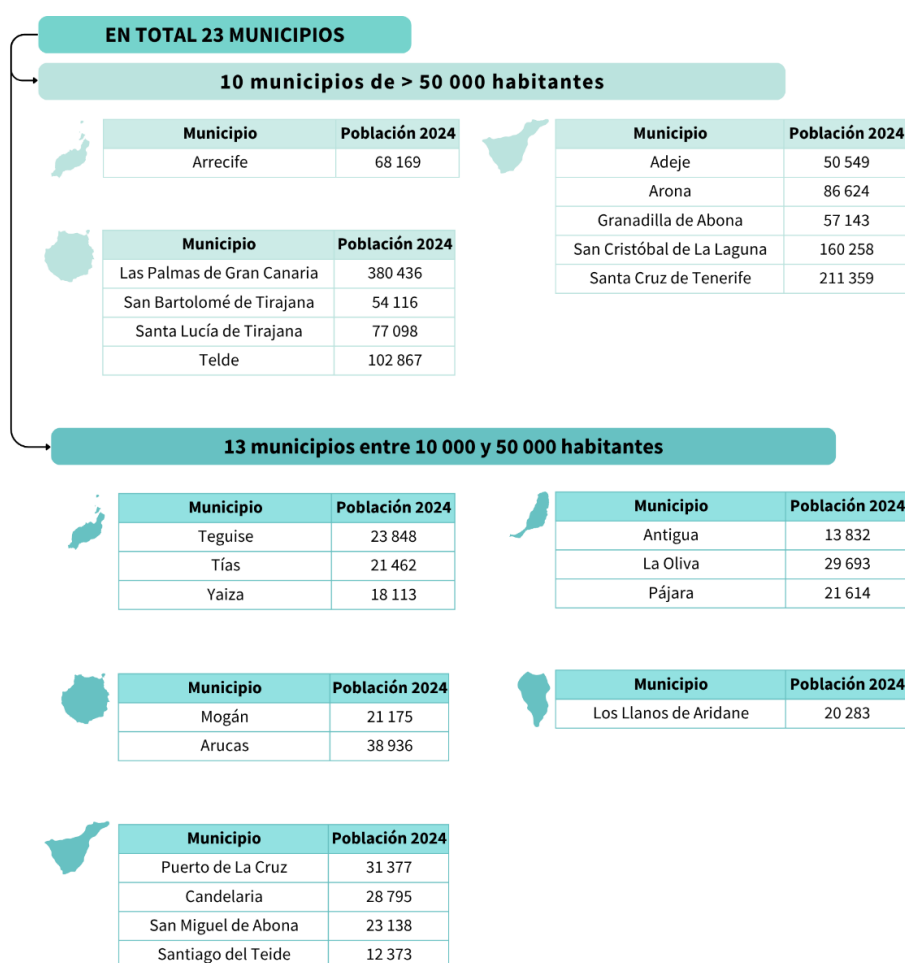 EN TOTAL 23 MUNICIPIOS
10 municipios de > 50 000 habitantes
Municipio Población 2024
Arrecife 68 169
Municipio Población 2024
Las Palmas de Gran Canaria 380 436
San Bartolomé de Tirajana 54 116
Santa Lucía de Tirajana 77 098
Telde 102 867
Municipio Población 2024
Adeje 50 549
Arona 86 624
Granadilla de Abona 57 143
San Cristóbal de La Laguna 160 258
Santa Cruz de Tenerife 211 359
13 municipios entre 10 000 y 50 000 habitantes
Municipio Población 2024
Teguise 23 848
Tías 21 462
Yaiza 18 113
Municipio Población 2024
Antigua 13 832
La Oliva 29 693
Pájara 21 614
Municipio Población 2024
Mogán 21 175
Arucas 38 936
Municipio Población 2024
Los Llanos de Aridane 20 283
Municipio Población 2024
Puerto de La Cruz 31 377
Candelaria 28 795
San Miguel de Abona 23 138
Santiago del Teide 12 373